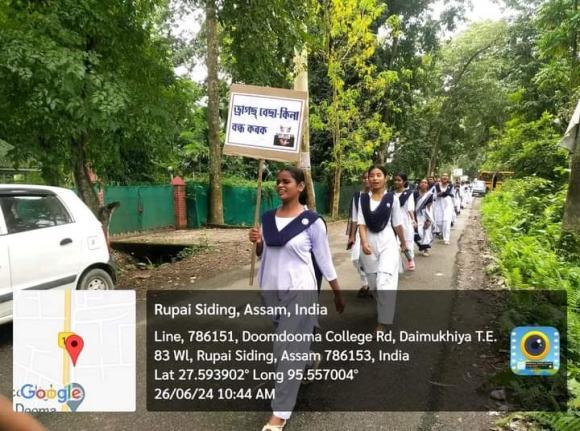 ড্ৰাগছ্ বেচা-কিনা
বন্ধ কৰক
Rupai Siding, Assam, India
Line, 786151, Doomdooma College Rd, Daimukhiya T.E.
83 Wl, Rupai Siding, Assam 786153, India
Lat 27.593902° Long 95.557004°
26/06/24 10:44 AM
Google
Dooma